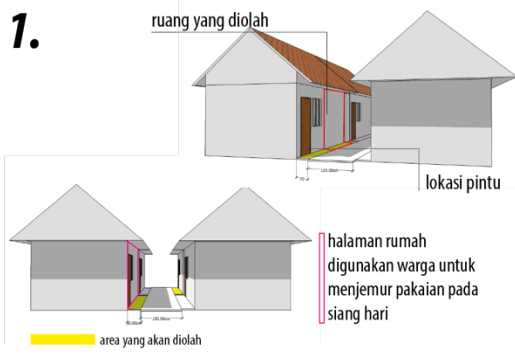 1.
ruang yang diolah
lokasi pintu
halaman rumah
digunakan warga untuk
menjemur pakaian pada
siang hari
area yang akan diolah